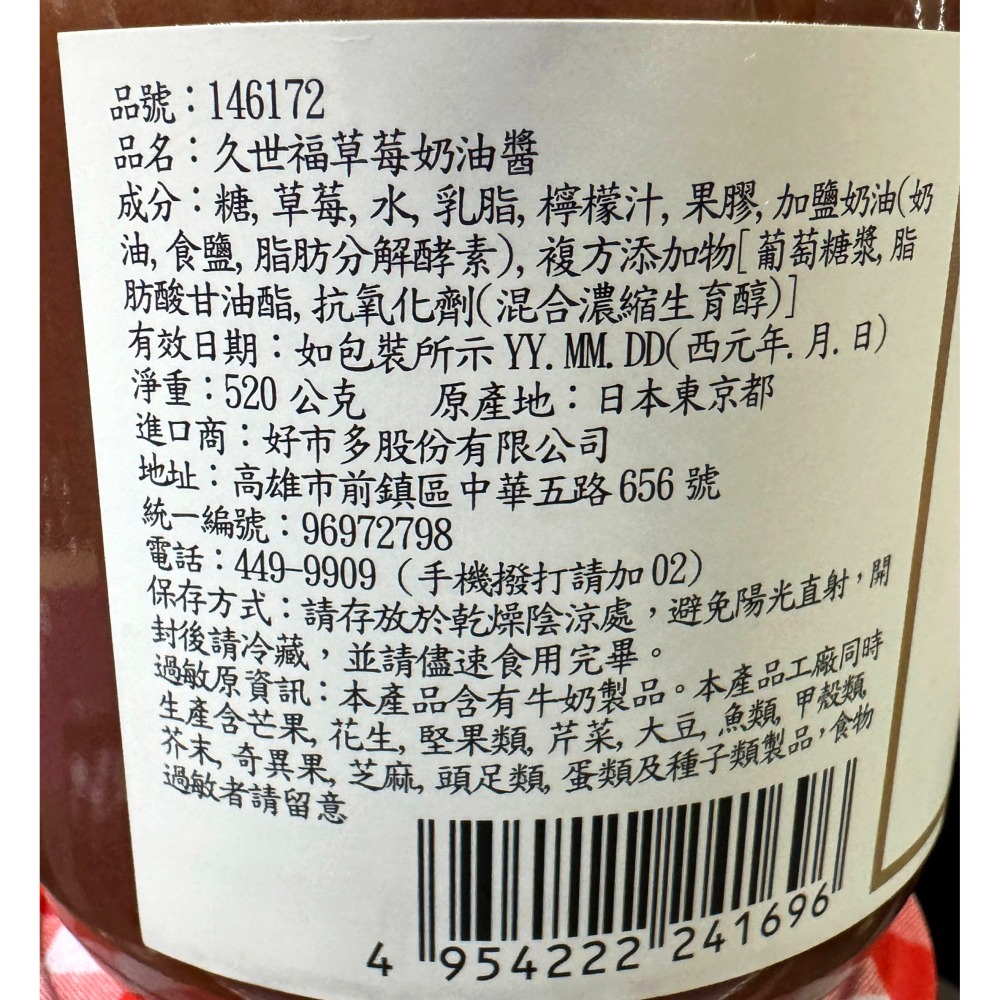 品號：146172
品名：久世福草莓奶油醬
成分：糖, 草莓, 水, 乳脂, 檸檬汁, 果膠, 加鹽奶油(奶
油, 食鹽, 脂肪分解酵素), 複方添加物[葡萄糖漿, 脂
肪酸甘油酯, 抗氧化劑(混合濃縮生育醇)]
有效日期：如包裝所示 YY. MM. DD(西元年. 月. 日)
淨重：520 公克 原產地：日本東京都
進口商：好市多股份有限公司
地址：高雄市前鎮區中華五路 656 號
統一編號：96972798
電話：449-9909 (手機撥打請加 02)
保存方式：請存放於乾燥陰涼處，避免陽光直射，開
封後請冷藏，並請儘速食用完畢。
過敏原資訊：本產品含有牛奶製品。本產品工廠同時
生產含芒果, 花生, 堅果類, 芹菜, 大豆, 魚類, 甲殼類,
芥末, 奇異果, 芝麻, 頭足類, 蛋類及種子類製品，食物
過敏者請留意
4 954222 241696